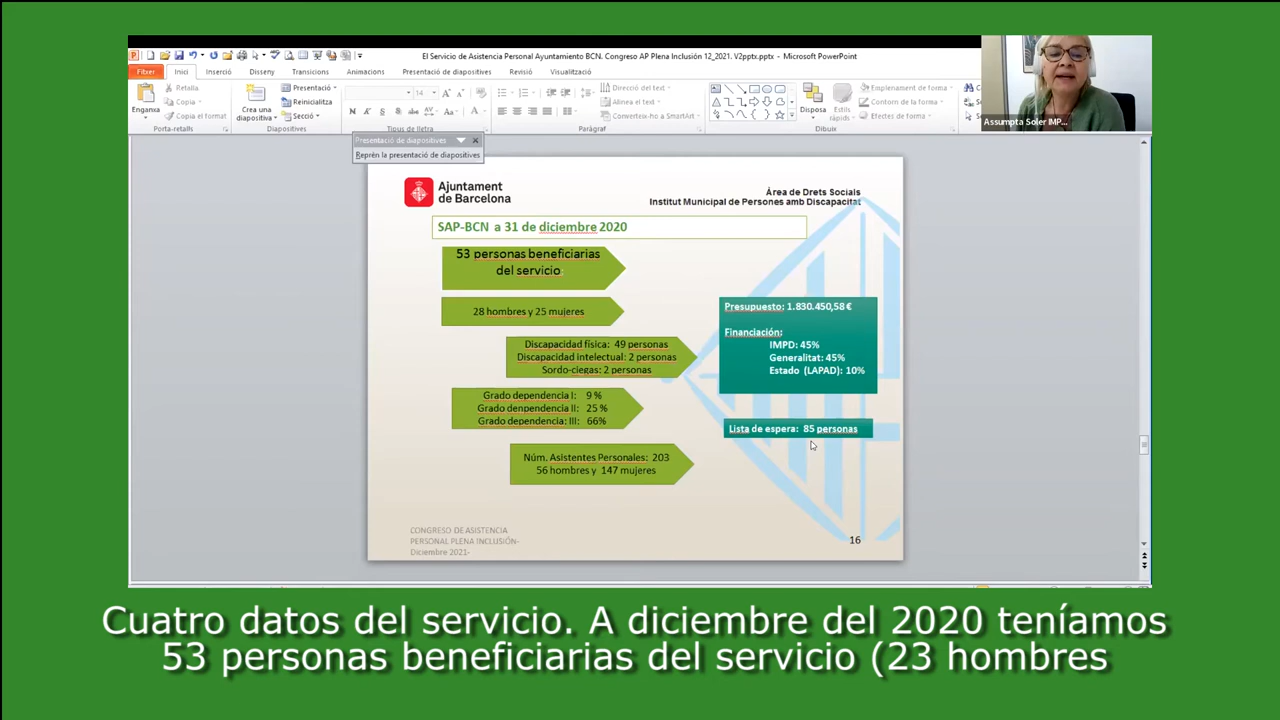 El Servicio de Asistencia Personal Ayuntamiento BCN. Congreso AP Plena Inclusión 12_2021. V2pptx.pptx - Microsoft PowerPoint
Fitxer Inici Inserció Disseny Transicions Animacions Presentació de diapositives Revisió Visualització
Enganxa
Retalla
Copia
Copia el format
Porta-retalls
Crea una
diapositiva
Presentació
Reinicialitza
Secció
Diapositives
14
N
K
S
S
abc
AV
Aa
A
Tipus de lletra
Direcció del text
Alinea el text
Converteix-ho a SmartArt
Paràgraf
Disposa
Estils
ràpids
Emplenament de forma
Contorn de la forma
Efectes de forma
Dibuix
Assumpta Soler IMP...
Presentació de diapositives
Reprén la presentació de diapositives
Ajuntament
de Barcelona
Àrea de Drets Socials
Institut Municipal de Persones amb Discapacitat
SAP-BCN a 31 de diciembre 2020
53 personas beneficiarias
del servicio:
28 hombres y 25 mujeres
Discapacidad física: 49 personas
Discapacidad intelectual: 2 personas
Sordo-ciegas: 2 personas
Grado dependencia I: 9 %
Grado denpendencia II: 25 %
Grado dependencia: III: 66%
Núm. Asistentes Personales: 203
56 hombres y 147 mujeres
Presupuesto: 1.830.450,58 €
Financiación:
IMPD: 45%
Generalitat: 45%
Estado (LAPAD): 10%
Lista de espera: 85 personas
CONGRESO DE ASISTENCIA
PERSONAL PLENA INCLUSIÓN-
Diciembre 2021-
16
Cuatro datos del servicio. A diciembre del 2020 teníamos
53 personas beneficiarias del servicio (23 hombres